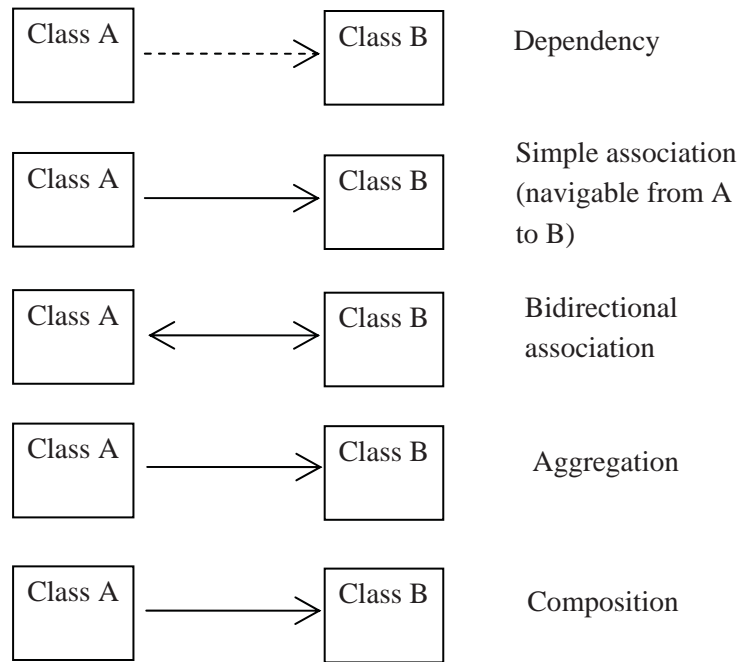 Class A
Class B
Dependency
Class A
Class B
Simple association
(navigable from A
to B)
Class A
Class B
Bidirectional
association
Class A
Class B
Aggregation
Class A
Class B
Composition